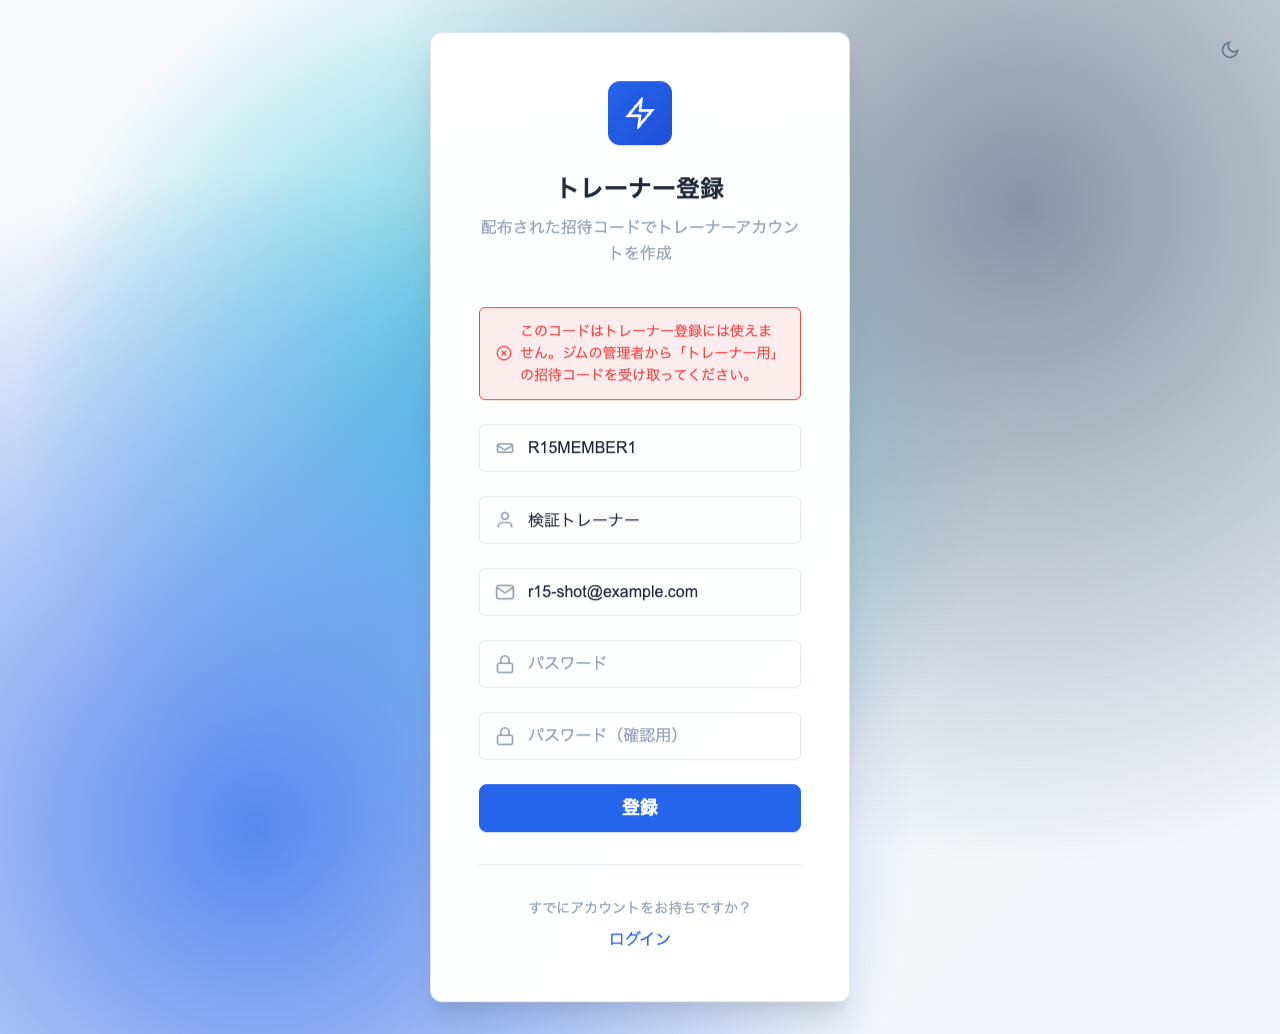 トレーナー登録
配布された招待コードでトレーナーアカウン
トを作成
このコードはトレーナー登録には使えま
せん。ジムの管理者から「トレーナー用」
の招待コードを受け取ってください。
R15MEMBER1
検証トレーナー
r15-shot@example.com
パスワード
パスワード（確認用）
登録
すでにアカウントをお持ちですか？
ログイン